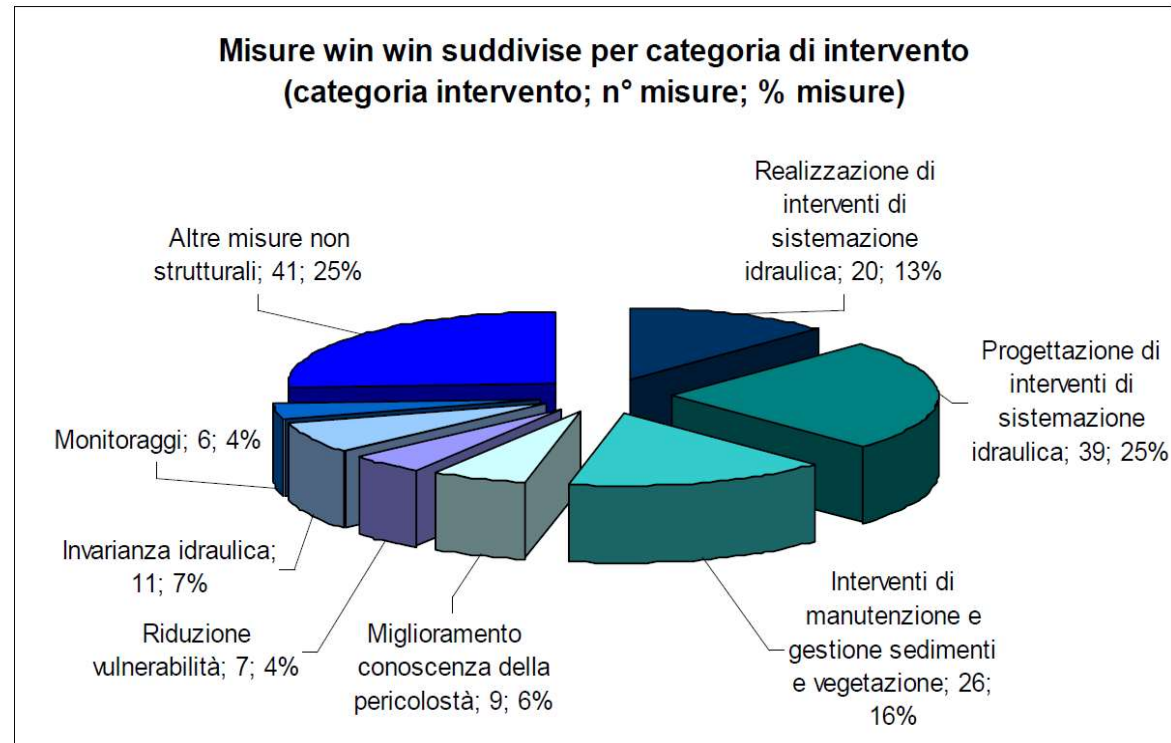 Misure win win suddivise per categoria di intervento
(categoria intervento; n° misure; % misure)
Realizzazione di
interventi di
sistemazione
idraulica; 20; 13%
Progettazione di
interventi di
sistemazione
idraulica; 39; 25%
Interventi di
manutenzione e
gestione sedimenti
e vegetazione; 26;
16%
Miglioramento
conoscenza della
pericolostà; 9; 6%
Riduzione
vulnerabilità; 7; 4%
Invarianza idraulica;
11; 7%
Monitoraggi; 6; 4%
Altre misure non
strutturali; 41; 25%